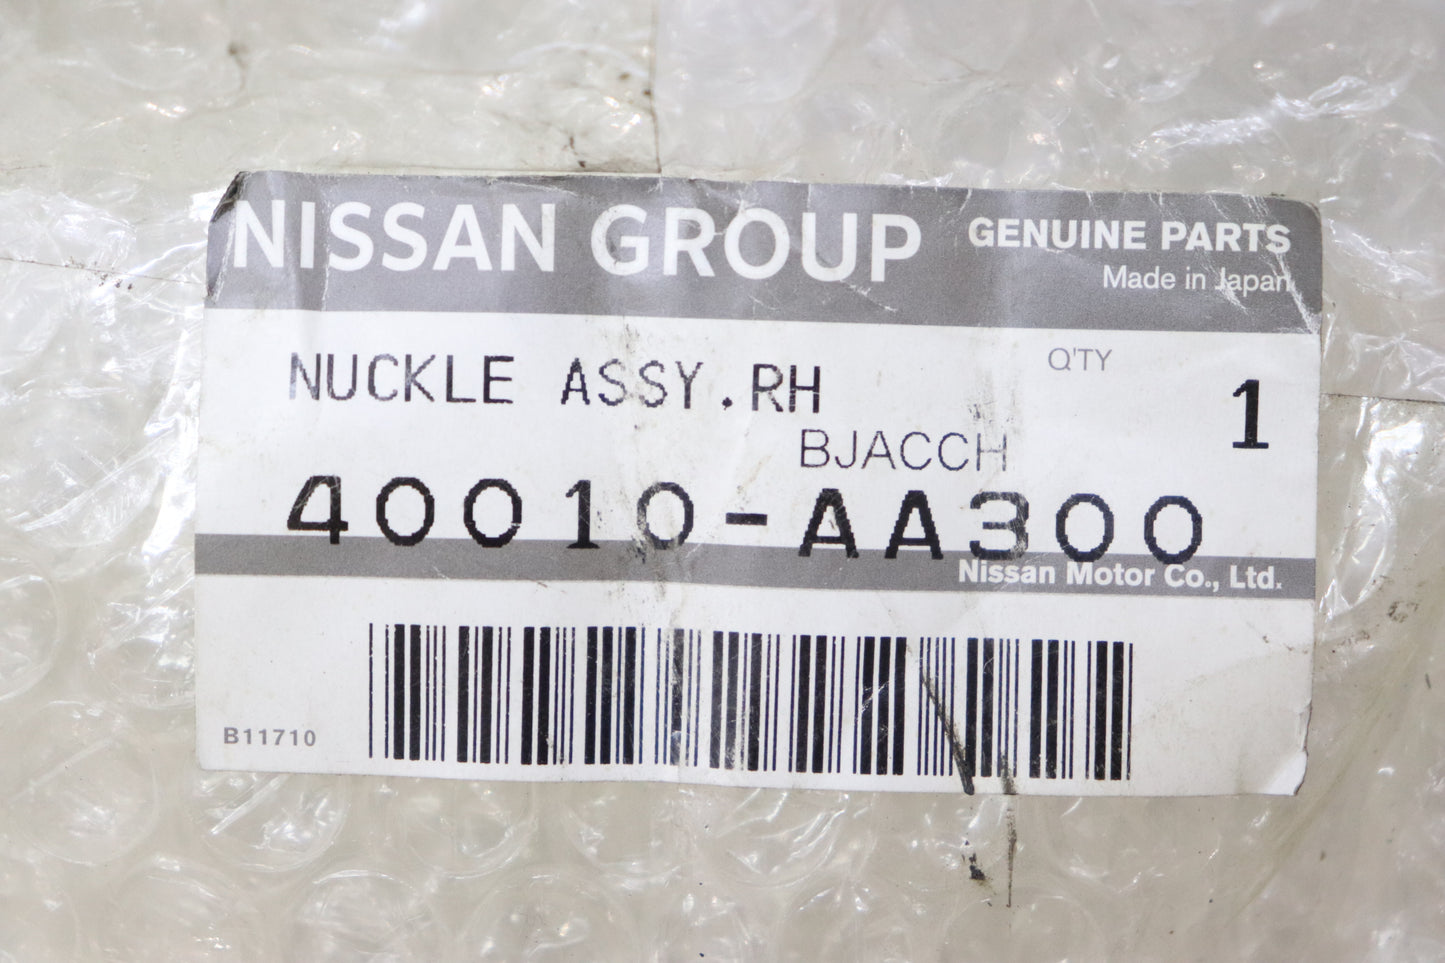 NISSAN GROUP GENUINE PARTS
Made in Japan
NUCKLE ASSY.RH
Q'TY
1
BJACCH
40010-AA300
Nissan Motor Co., Ltd.
B11710